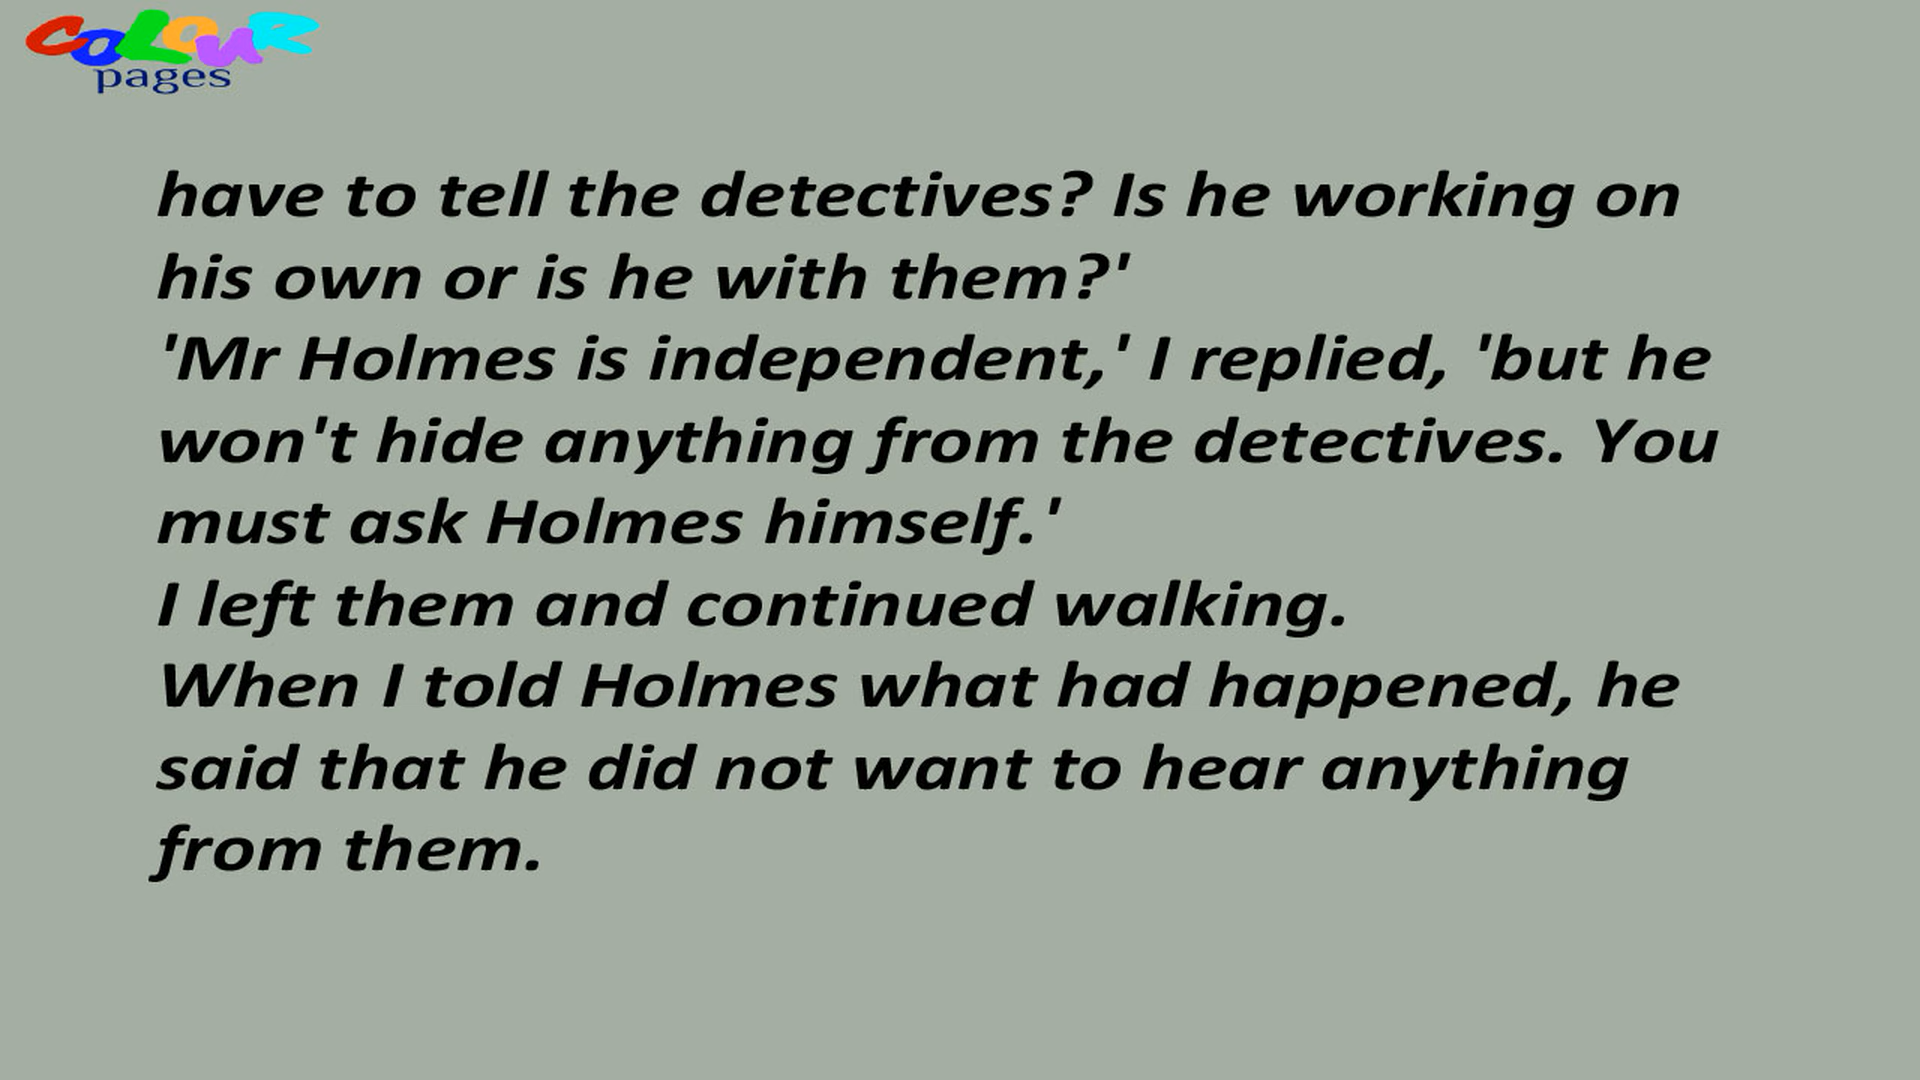 COLOUR
pages
have to tell the detectives? Is he working on
his own or is he with them?'
'Mr Holmes is independent,' I replied, 'but he
won't hide anything from the detectives. You
must ask Holmes himself.'
I left them and continued walking.
When I told Holmes what had happened, he
said that he did not want to hear anything
from them.